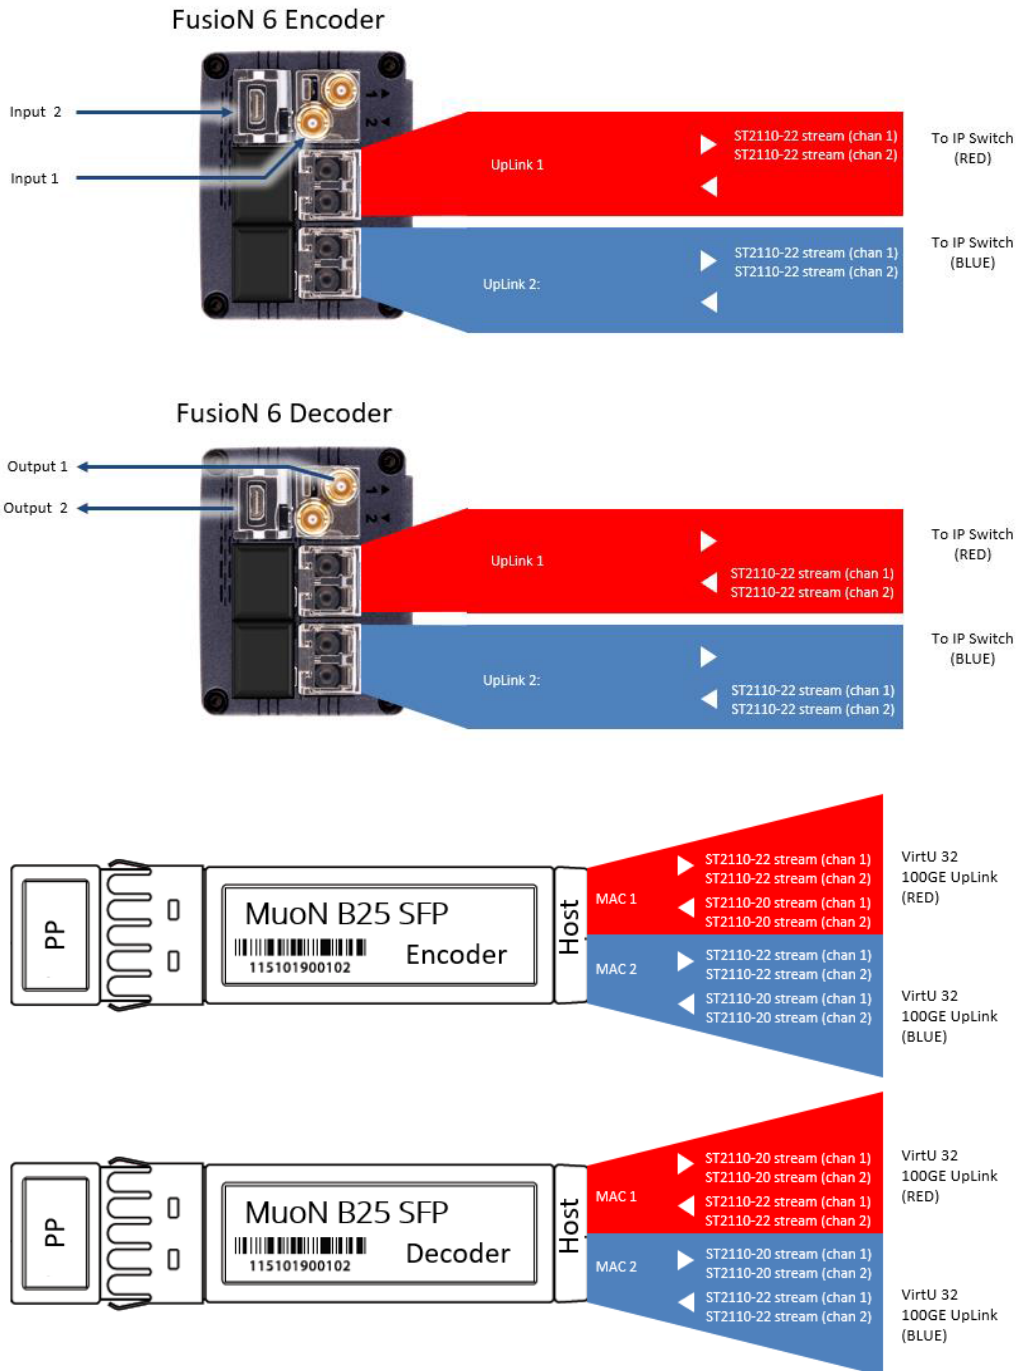 FusioN 6 Encoder
Input 2
Input 1
1
2
UpLink 1
ST2110-22 stream (chan 1)
ST2110-22 stream (chan 2)
To IP Switch
(RED)
UpLink 2:
ST2110-22 stream (chan 1)
ST2110-22 stream (chan 2)
To IP Switch
(BLUE)
FusioN 6 Decoder
Output 1
Output 2
1
2
UpLink 1
ST2110-22 stream (chan 1)
ST2110-22 stream (chan 2)
To IP Switch
(RED)
UpLink 2:
ST2110-22 stream (chan 1)
ST2110-22 stream (chan 2)
To IP Switch
(BLUE)
PP
MuoN B25 SFP
Encoder
115101900102
Host
MAC 1
ST2110-22 stream (chan 1)
ST2110-22 stream (chan 2)
ST2110-20 stream (chan 1)
ST2110-20 stream (chan 2)
VirtU 32
100GE UpLink
(RED)
MAC 2
ST2110-22 stream (chan 1)
ST2110-22 stream (chan 2)
ST2110-20 stream (chan 1)
ST2110-20 stream (chan 2)
VirtU 32
100GE UpLink
(BLUE)
PP
MuoN B25 SFP
Decoder
115101900102
Host
MAC 1
ST2110-20 stream (chan 1)
ST2110-20 stream (chan 2)
ST2110-22 stream (chan 1)
ST2110-22 stream (chan 2)
VirtU 32
100GE UpLink
(RED)
MAC 2
ST2110-20 stream (chan 1)
ST2110-20 stream (chan 2)
ST2110-22 stream (chan 1)
ST2110-22 stream (chan 2)
VirtU 32
100GE UpLink
(BLUE)